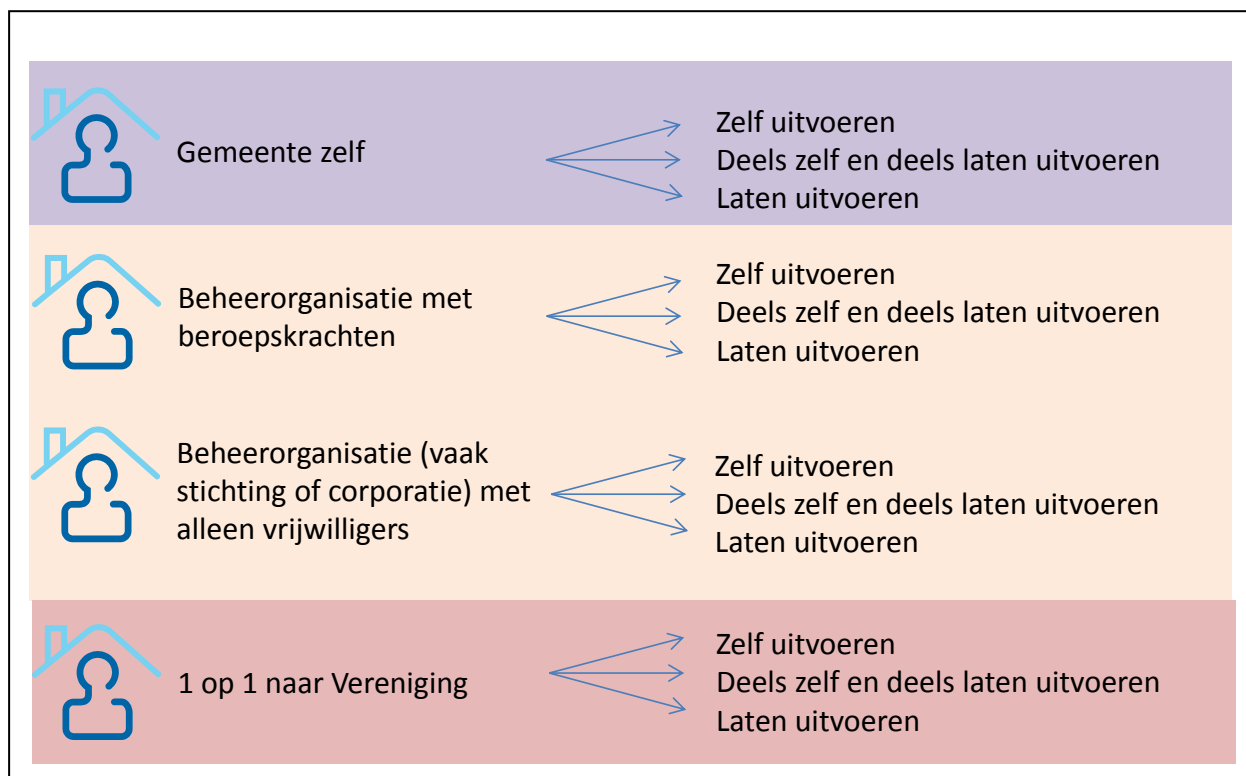 Gemeente zelf
Zelf uitvoeren
Deels zelf en deels laten uitvoeren
Laten uitvoeren
Beheerorganisatie met
beroepskrachten
Zelf uitvoeren
Deels zelf en deels laten uitvoeren
Laten uitvoeren
Beheerorganisatie (vaak
stichting of corporatie) met
alleen vrijwilligers
Zelf uitvoeren
Deels zelf en deels laten uitvoeren
Laten uitvoeren
1 op 1 naar Vereniging
Zelf uitvoeren
Deels zelf en deels laten uitvoeren
Laten uitvoeren